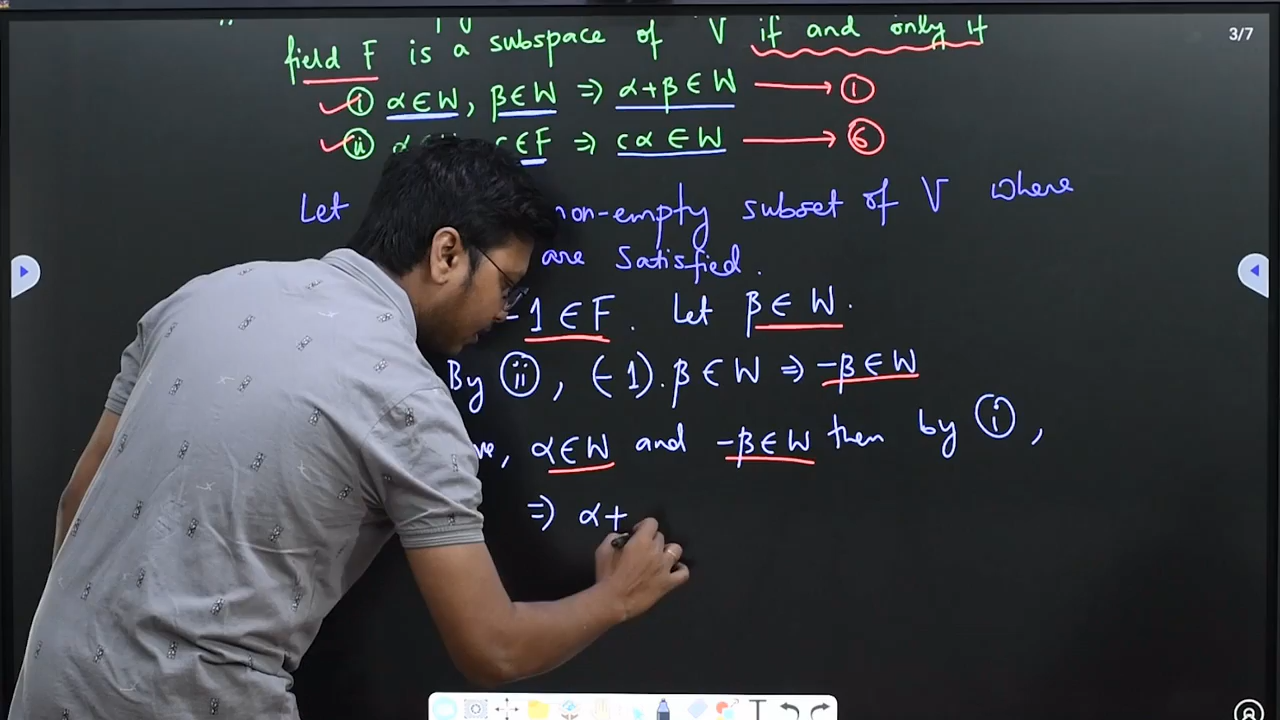 3/7
field F is a subspace of V if and only if
(i) α∈W, β∈W ⇒ α+β∈W ⟶ ①
(ii) ∈F ⇒ cα∈W ⟶ ⑥
Let non-empty subset of V where
are satisfied.
-1∈F. Let β∈W.
By (ii), (-1).β∈W ⇒ -β∈W
α∈W and -β∈W then by (i),
⇒ α+
T